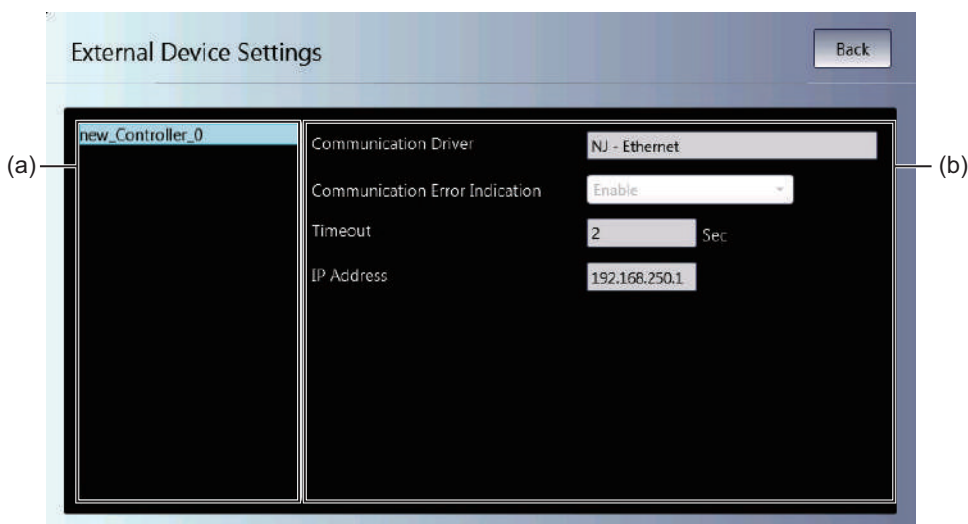 External Device Settings
Back
new_Controller_0
(a)
(b)
Communication Driver
NJ - Ethernet
Communication Error Indication
Enable
Timeout
2
Sec
IP Address
192.168.250.1